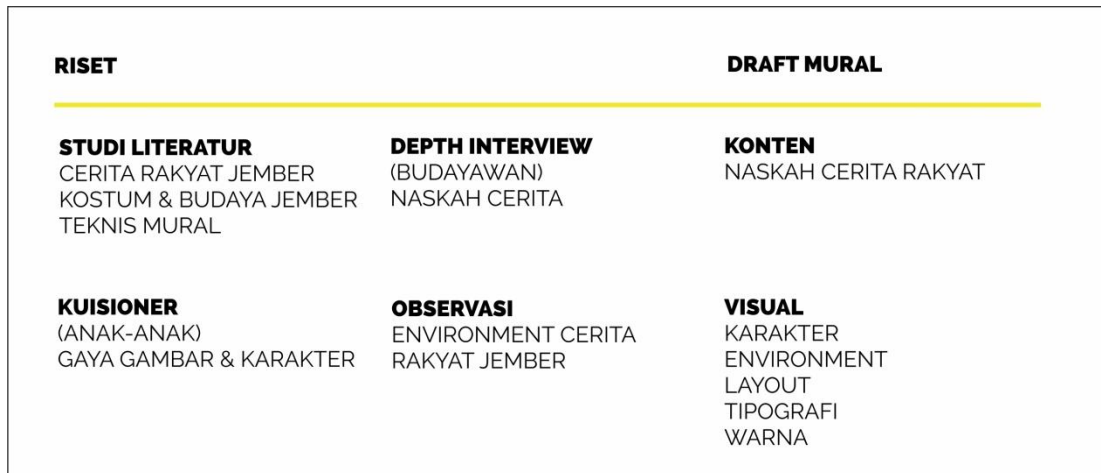 RISET
DRAFT MURAL
STUDI LITERATUR
CERITA RAKYAT JEMBER
KOSTUM & BUDAYA JEMBER
TEKNIS MURAL
DEPTH INTERVIEW
(BUDAYAWAN)
NASKAH CERITA
KONTEN
NASKAH CERITA RAKYAT
KUISIONER
(ANAK-ANAK)
GAYA GAMBAR & KARAKTER
OBSERVASI
ENVIRONMENT CERITA
RAKYAT JEMBER
VISUAL
KARAKTER
ENVIRONMENT
LAYOUT
TIPOGRAFI
WARNA